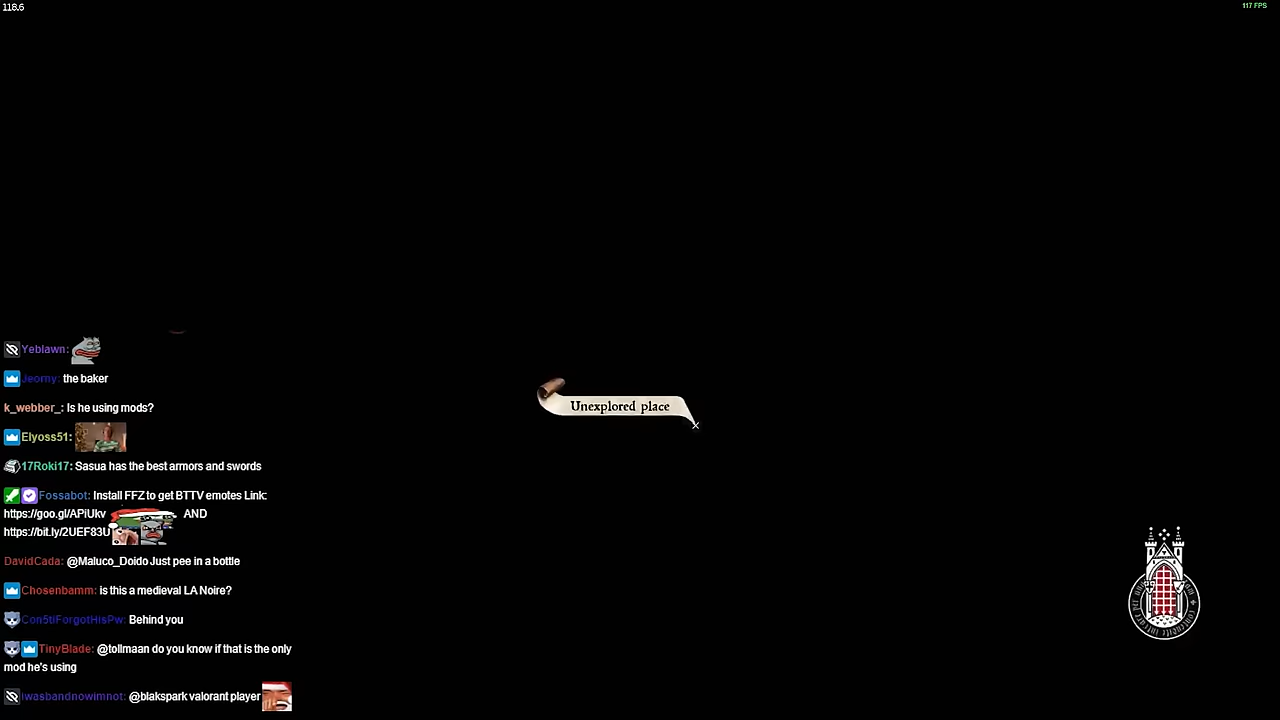 118.6
117 FPS
Yeblawn:
Jeorny: the baker
k_webber_: Is he using mods?
Elyoss51:
17Roki17: Sasua has the best armors and swords
Fossabot: Install FFZ to get BTTV emotes Link:
https://goo.gl/APiUkv AND
https://bit.ly/2UEF83U
DavidCada: @Maluco_Doido Just pee in a bottle
Chosenbamm: is this a medieval LA Noire?
Con5tiForgotHisPw: Behind you
TinyBlade: @tollmaan do you know if that is the only
mod he's using
iwasbandnowimnot: @blakspark valorant player
Unexplored place